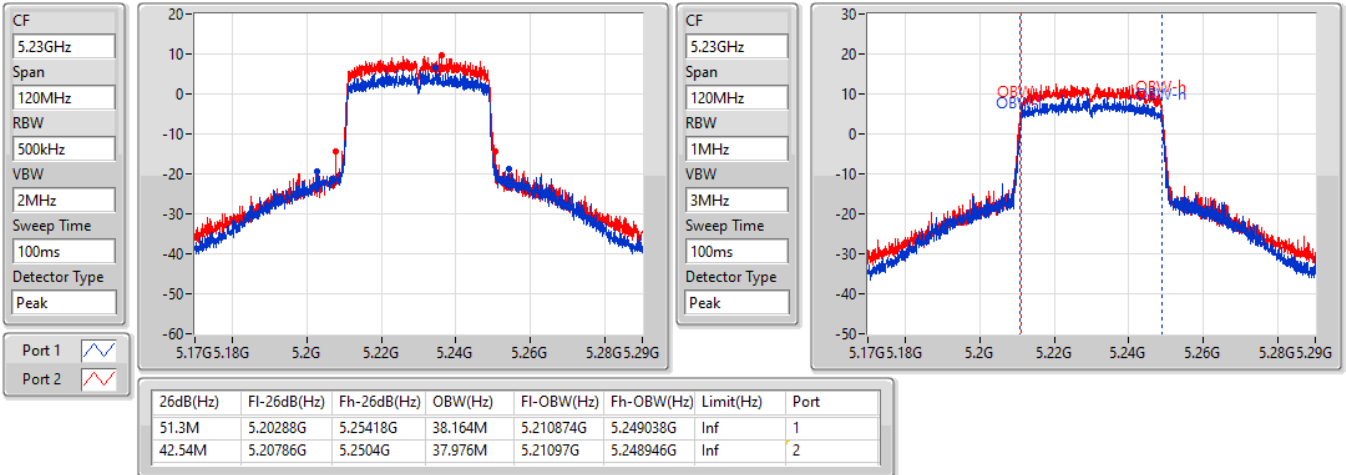 CF
5.23GHz
Span
120MHz
RBW
500kHz
VBW
2MHz
Sweep Time
100ms
Detector Type
Peak
Port 1
Port 2
20-
10-
0-
-10-
-20-
-30-
-40-
-50-
-60-
5.17G 5.18G 5.2G 5.22G 5.24G 5.26G 5.28G 5.29G
CF
5.23GHz
Span
120MHz
RBW
1MHz
VBW
3MHz
Sweep Time
100ms
Detector Type
Peak
30-
20-
10-
0-
-10-
-20-
-30-
-40-
-50-
OBW-h
5.17G 5.18G 5.2G 5.22G 5.24G 5.26G 5.28G 5.29G
26dB(Hz) Fl-26dB(Hz) Fh-26dB(Hz) OBW(Hz) Fl-OBW(Hz) Fh-OBW(Hz) Limit(Hz) Port
51.3M 5.20288G 5.25418G 38.164M 5.210874G 5.249038G Inf 1
42.54M 5.20786G 5.2504G 37.976M 5.21097G 5.248946G Inf 2